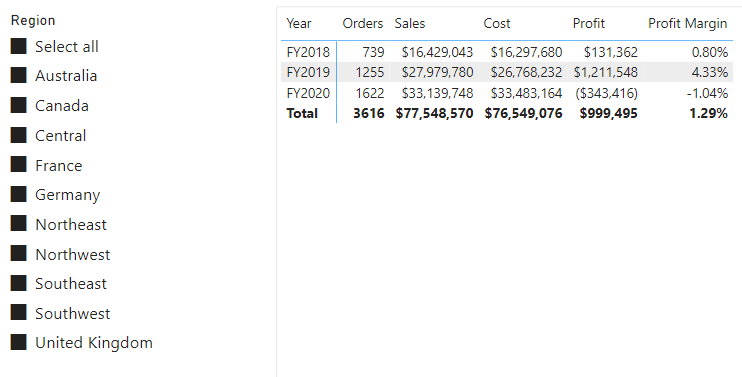 Region
Select all
Australia
Canada
Central
France
Germany
Northeast
Northwest
Southeast
Southwest
United Kingdom
Year Orders Sales Cost Profit Profit Margin
FY2018 739 $16,429,043 $16,297,680 $131,362 0.80%
FY2019 1255 $27,979,780 $26,768,232 $1,211,548 4.33%
FY2020 1622 $33,139,748 $33,483,164 ($343,416) -1.04%
Total 3616 $77,548,570 $76,549,076 $999,495 1.29%